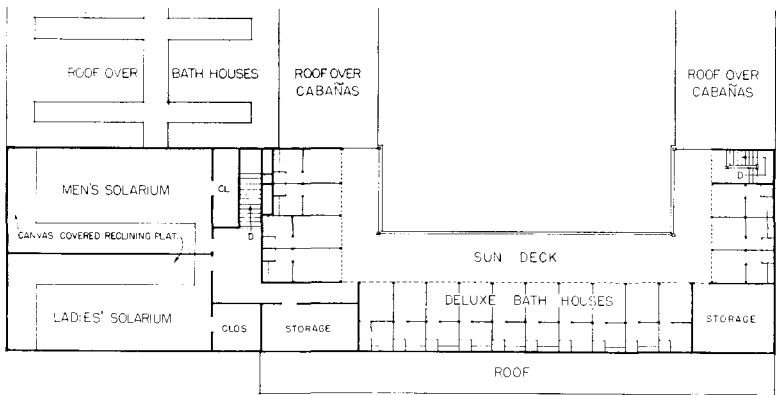 ROOF OVER BATH HOUSES
ROOF OVER
CABAÑAS
ROOF OVER
CABAÑAS
MEN'S SOLARIUM
CL
D
D
CANVAS COVERED RECLINING PLAT.
SUN DECK
DELUXE BATH HOUSES
LADIES' SOLARIUM
CLOS
STORAGE
STORAGE
ROOF